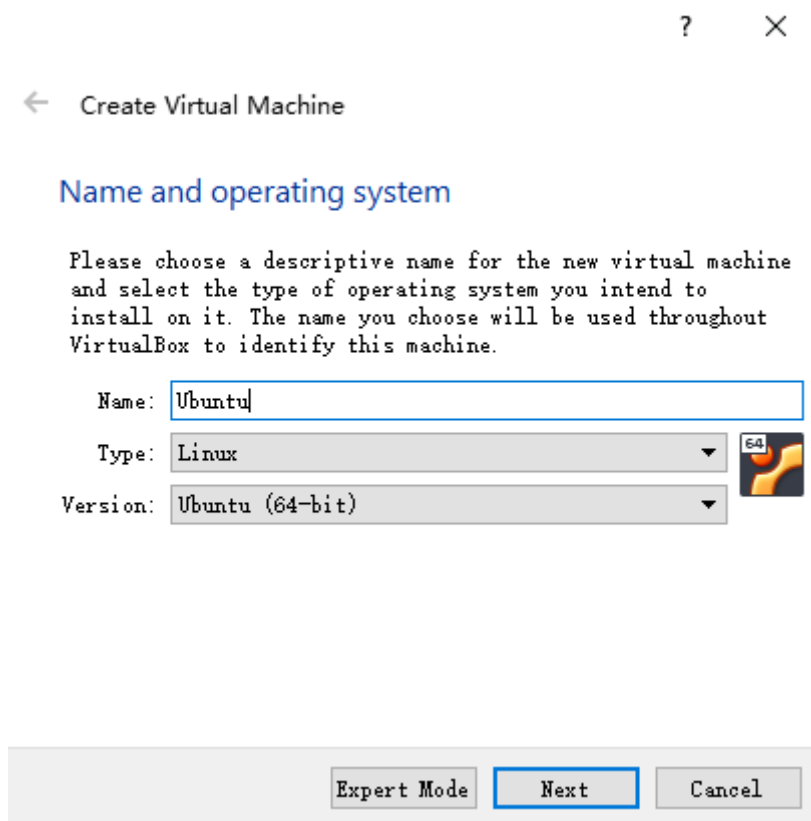 ?
Create Virtual Machine
Name and operating system
Please choose a descriptive name for the new virtual machine
and select the type of operating system you intend to
install on it. The name you choose will be used throughout
VirtualBox to identify this machine.
Name: Ubuntu
Type: Linux
64
Version: Ubuntu (64-bit)
Expert Mode Next Cancel